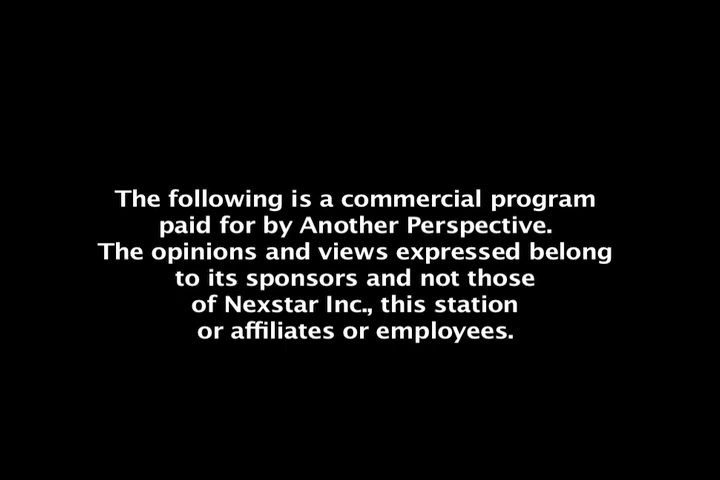 The following is a commercial program
paid for by Another Perspective.
The opinions and views expressed belong
to its sponsors and not those
of Nexstar Inc., this station
or affiliates or employees.